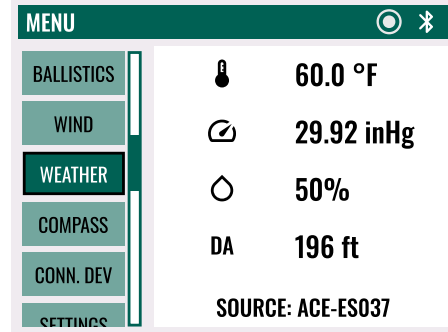 MENU
BALLISTICS
WIND
WEATHER
COMPASS
CONN. DEV
SETTINGS
60.0 °F
29.92 inHg
50%
DA 196 ft
SOURCE: ACE-ES037